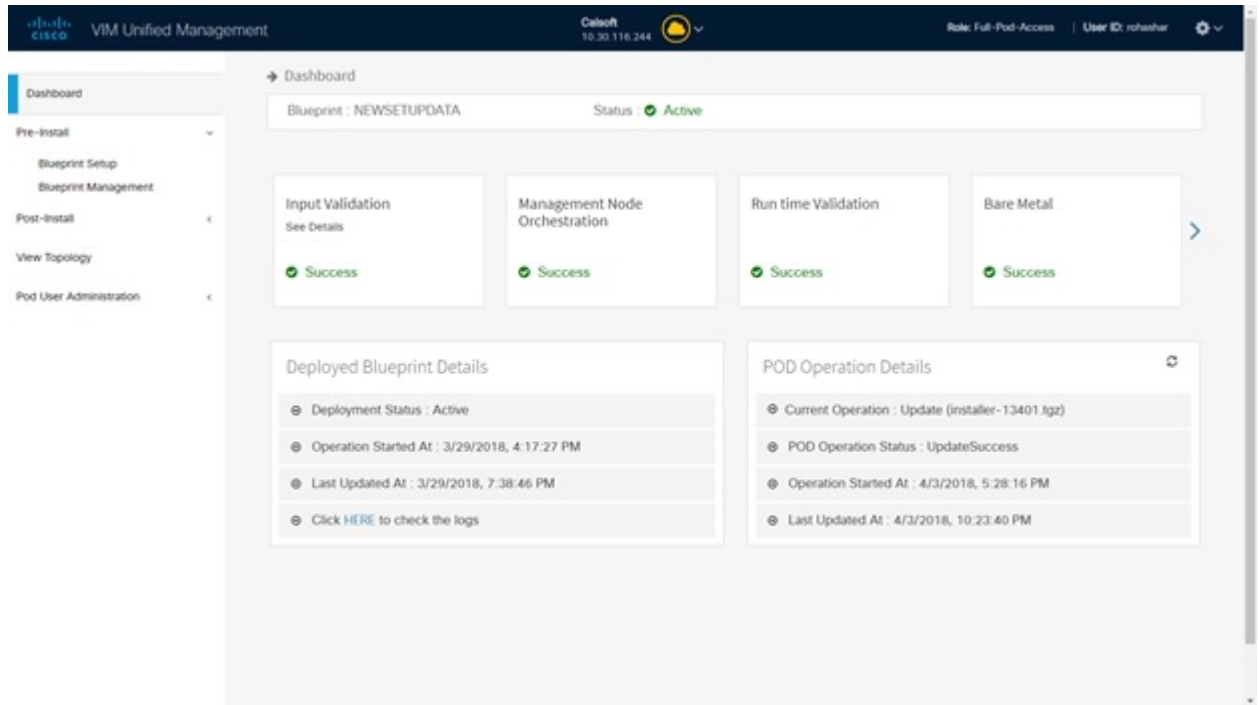 CISCO
VIM Unified Management
Calsoft
10.30.116.244
Role: Full-Pod-Access | User ID: rohashar
Dashboard
Pre-Install
Blueprint Setup
Blueprint Management
Post-Install
View Topology
Pod User Administration
Dashboard
Blueprint : NEWSETUPDATA
Status : Active
Input Validation
See Details
Success
Management Node
Orchestration
Success
Run time Validation
Success
Bare Metal
Success
Deployed Blueprint Details
Deployment Status : Active
Operation Started At : 3/29/2018, 4:17:27 PM
Last Updated At : 3/29/2018, 7:38:46 PM
Click HERE to check the logs
POD Operation Details
Current Operation : Update (installer-13401.tgz)
POD Operation Status : UpdateSuccess
Operation Started At : 4/3/2018, 5:28:16 PM
Last Updated At : 4/3/2018, 10:23:40 PM